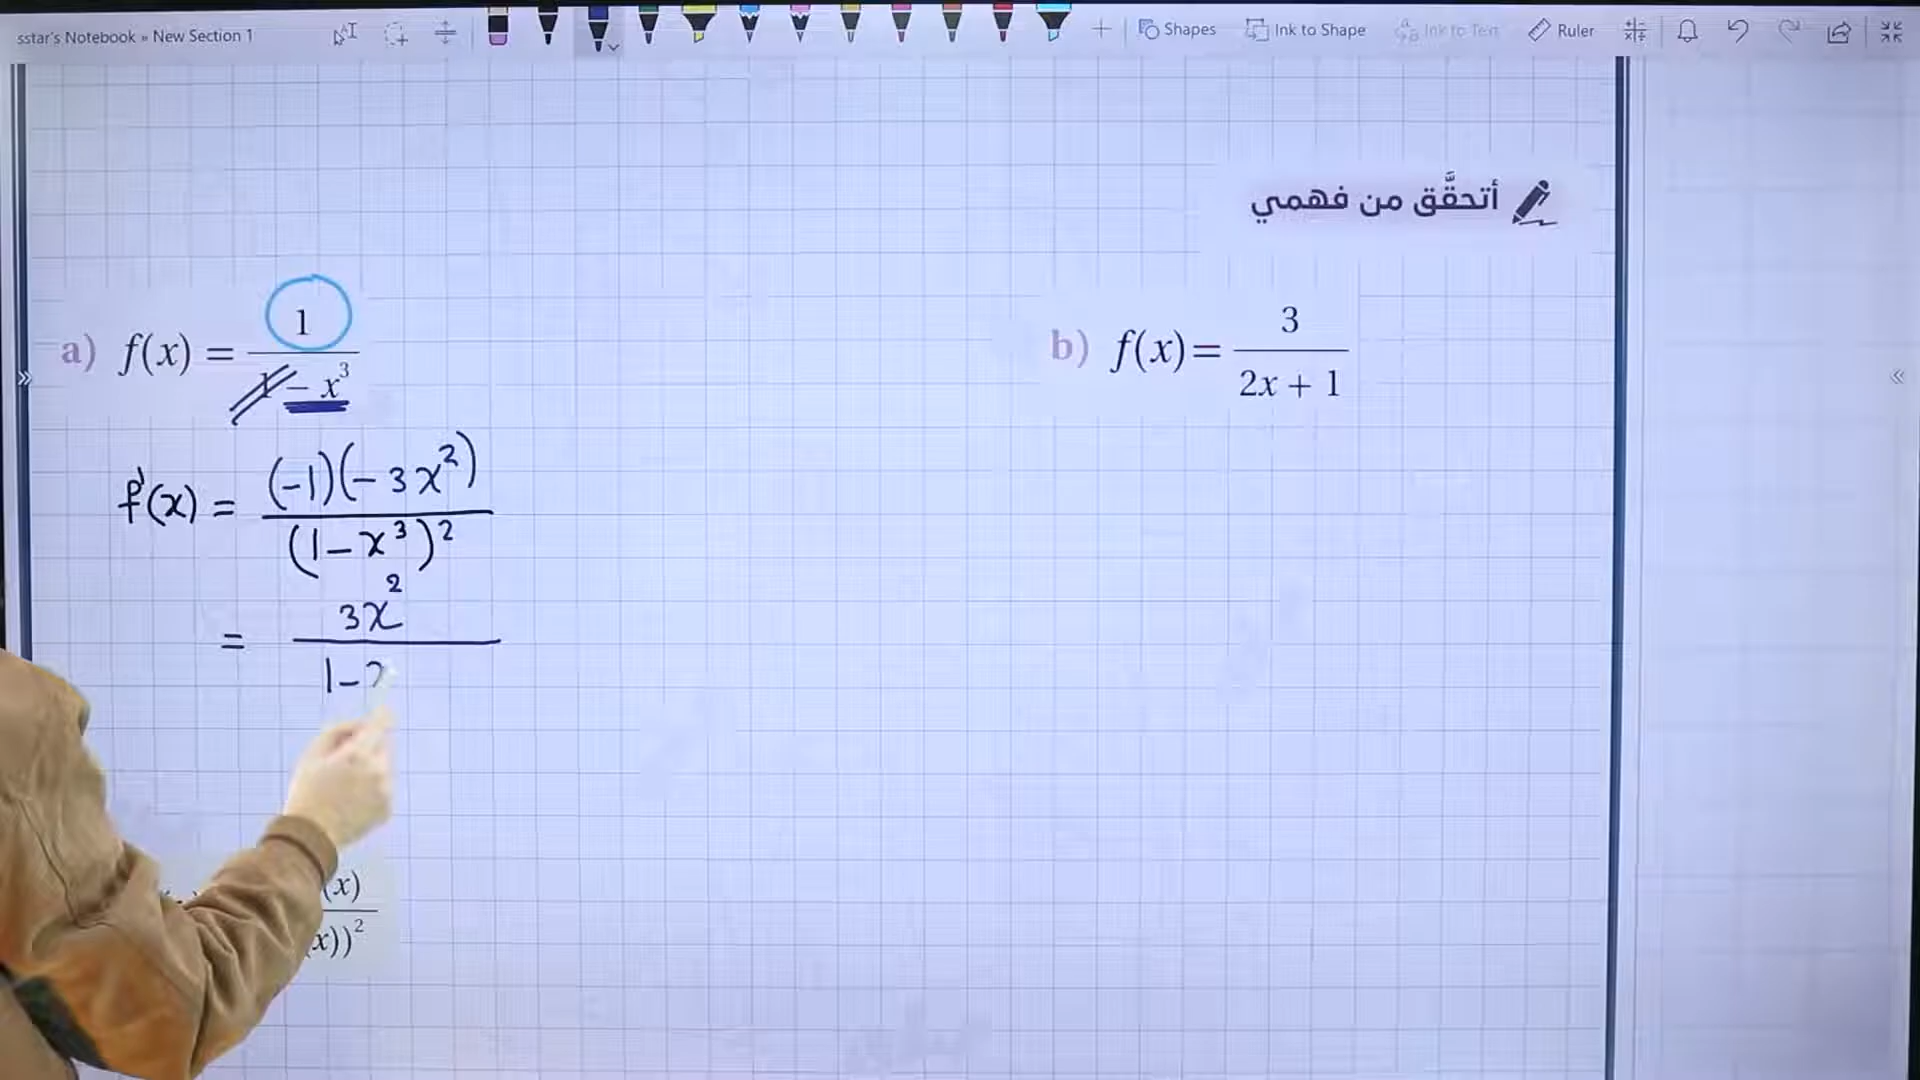 sstar's Notebook » New Section 1
Shapes
Ink to Shape
Ink to Text
Ruler
أتحقَّق من فهمي
a) f(x) = 1 / (1 − x³)
b) f(x) = 3 / (2x + 1)
f'(x) = (-1)(-3x²) / (1-x³)²
= 3x² / 1-
(x)
x))²